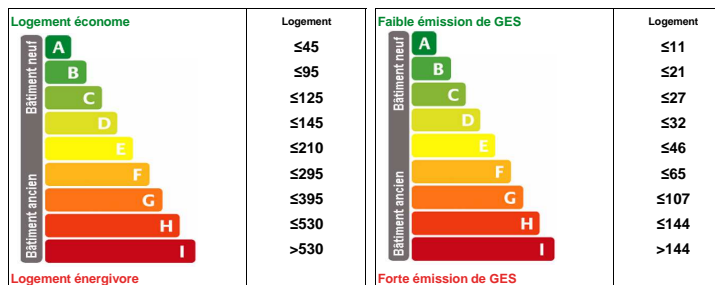 Logement économe
Logement
Bâtiment neuf
Bâtiment ancien
A
≤45
B
≤95
C
≤125
D
≤145
E
≤210
F
≤295
G
≤395
H
≤530
I
>530
Logement énergivore
Faible émission de GES
Logement
Bâtiment neuf
Bâtiment ancien
A
≤11
B
≤21
C
≤27
D
≤32
E
≤46
F
≤65
G
≤107
H
≤144
I
>144
Forte émission de GES